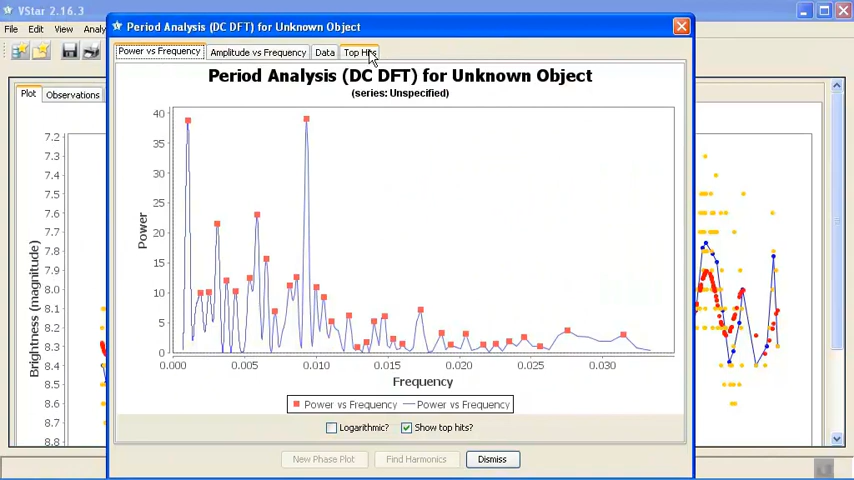 VStar 2.16.3
File Edit View Analy
Plot Observations
7.2
7.3
7.4
7.5
7.6
7.7
7.8
7.9
8.0
8.1
8.2
8.3
8.4
8.5
8.6
8.7
8.8
Brightness (magnitude)
Period Analysis (DC DFT) for Unknown Object
Power vs Frequency Amplitude vs Frequency Data Top Hits
Period Analysis (DC DFT) for Unknown Object
(series: Unspecified)
40
35
30
25
20
15
10
5
0
Power
0.000 0.005 0.010 0.015 0.020 0.025 0.030
Frequency
Power vs Frequency Power vs Frequency
Logarithmic? Show top hits?
New Phase Plot Find Harmonics Dismiss